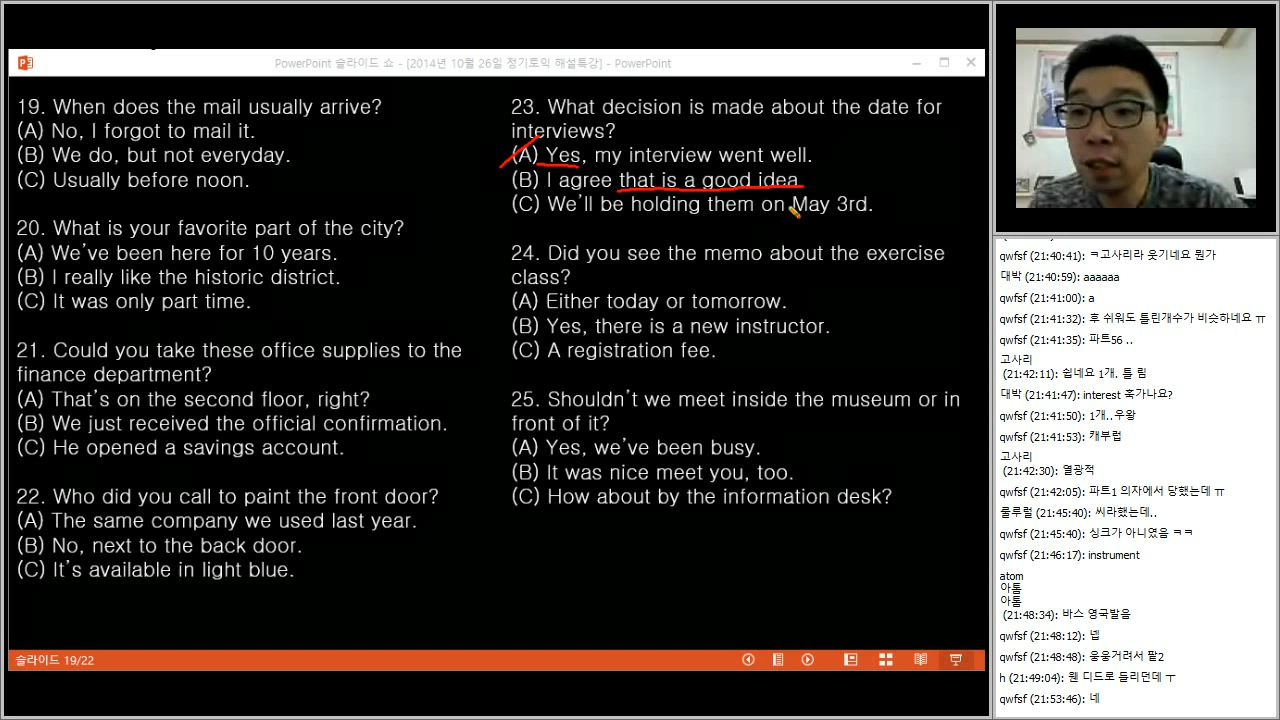 PowerPoint 슬라이드 쇼 - [2014년 10월 26일 정기토익 해설특강] - PowerPoint
19. When does the mail usually arrive?
(A) No, I forgot to mail it.
(B) We do, but not everyday.
(C) Usually before noon.
20. What is your favorite part of the city?
(A) We've been here for 10 years.
(B) I really like the historic district.
(C) It was only part time.
21. Could you take these office supplies to the
finance department?
(A) That's on the second floor, right?
(B) We just received the official confirmation.
(C) He opened a savings account.
22. Who did you call to paint the front door?
(A) The same company we used last year.
(B) No, next to the back door.
(C) It's available in light blue.
23. What decision is made about the date for
interviews?
(A) Yes, my interview went well.
(B) I agree that is a good idea
(C) We'll be holding them on May 3rd.
24. Did you see the memo about the exercise
class?
(A) Either today or tomorrow.
(B) Yes, there is a new instructor.
(C) A registration fee.
25. Shouldn't we meet inside the museum or in
front of it?
(A) Yes, we've been busy.
(B) It was nice meet you, too.
(C) How about by the information desk?
슬라이드 19/22
qwfsf (21:40:41): ㅋ고사리라 웃기네요 뭔가
대박 (21:40:59): aaaaaa
qwfsf (21:41:00): a
qwfsf (21:41:32): 후 쉬워도 틀린개수가 비슷하네요 ㅠ
qwfsf (21:41:35): 파트56 ..
고사리
(21:42:11): 쉽네요 1개. 틀 림
대박 (21:41:47): interest 훅가나요?
qwfsf (21:41:50): 1개..우왕
qwfsf (21:41:53): 캐부럽
고사리
(21:42:30): 열광적
qwfsf (21:42:05): 파트1 의자에서 당했는데 ㅠ
룰루럴 (21:45:40): 씨라했는데..
qwfsf (21:45:40): 싱크가 아니였음 ㅋㅋ
qwfsf (21:46:17): instrument
atom
아톰
아톰
(21:48:34): 바스 영국발음
qwfsf (21:48:12): 넵
qwfsf (21:48:48): 웅웅거려서 팔2
h (21:49:04): 웬 디드로 들리던데 ㅜ
qwfsf (21:53:46): 네